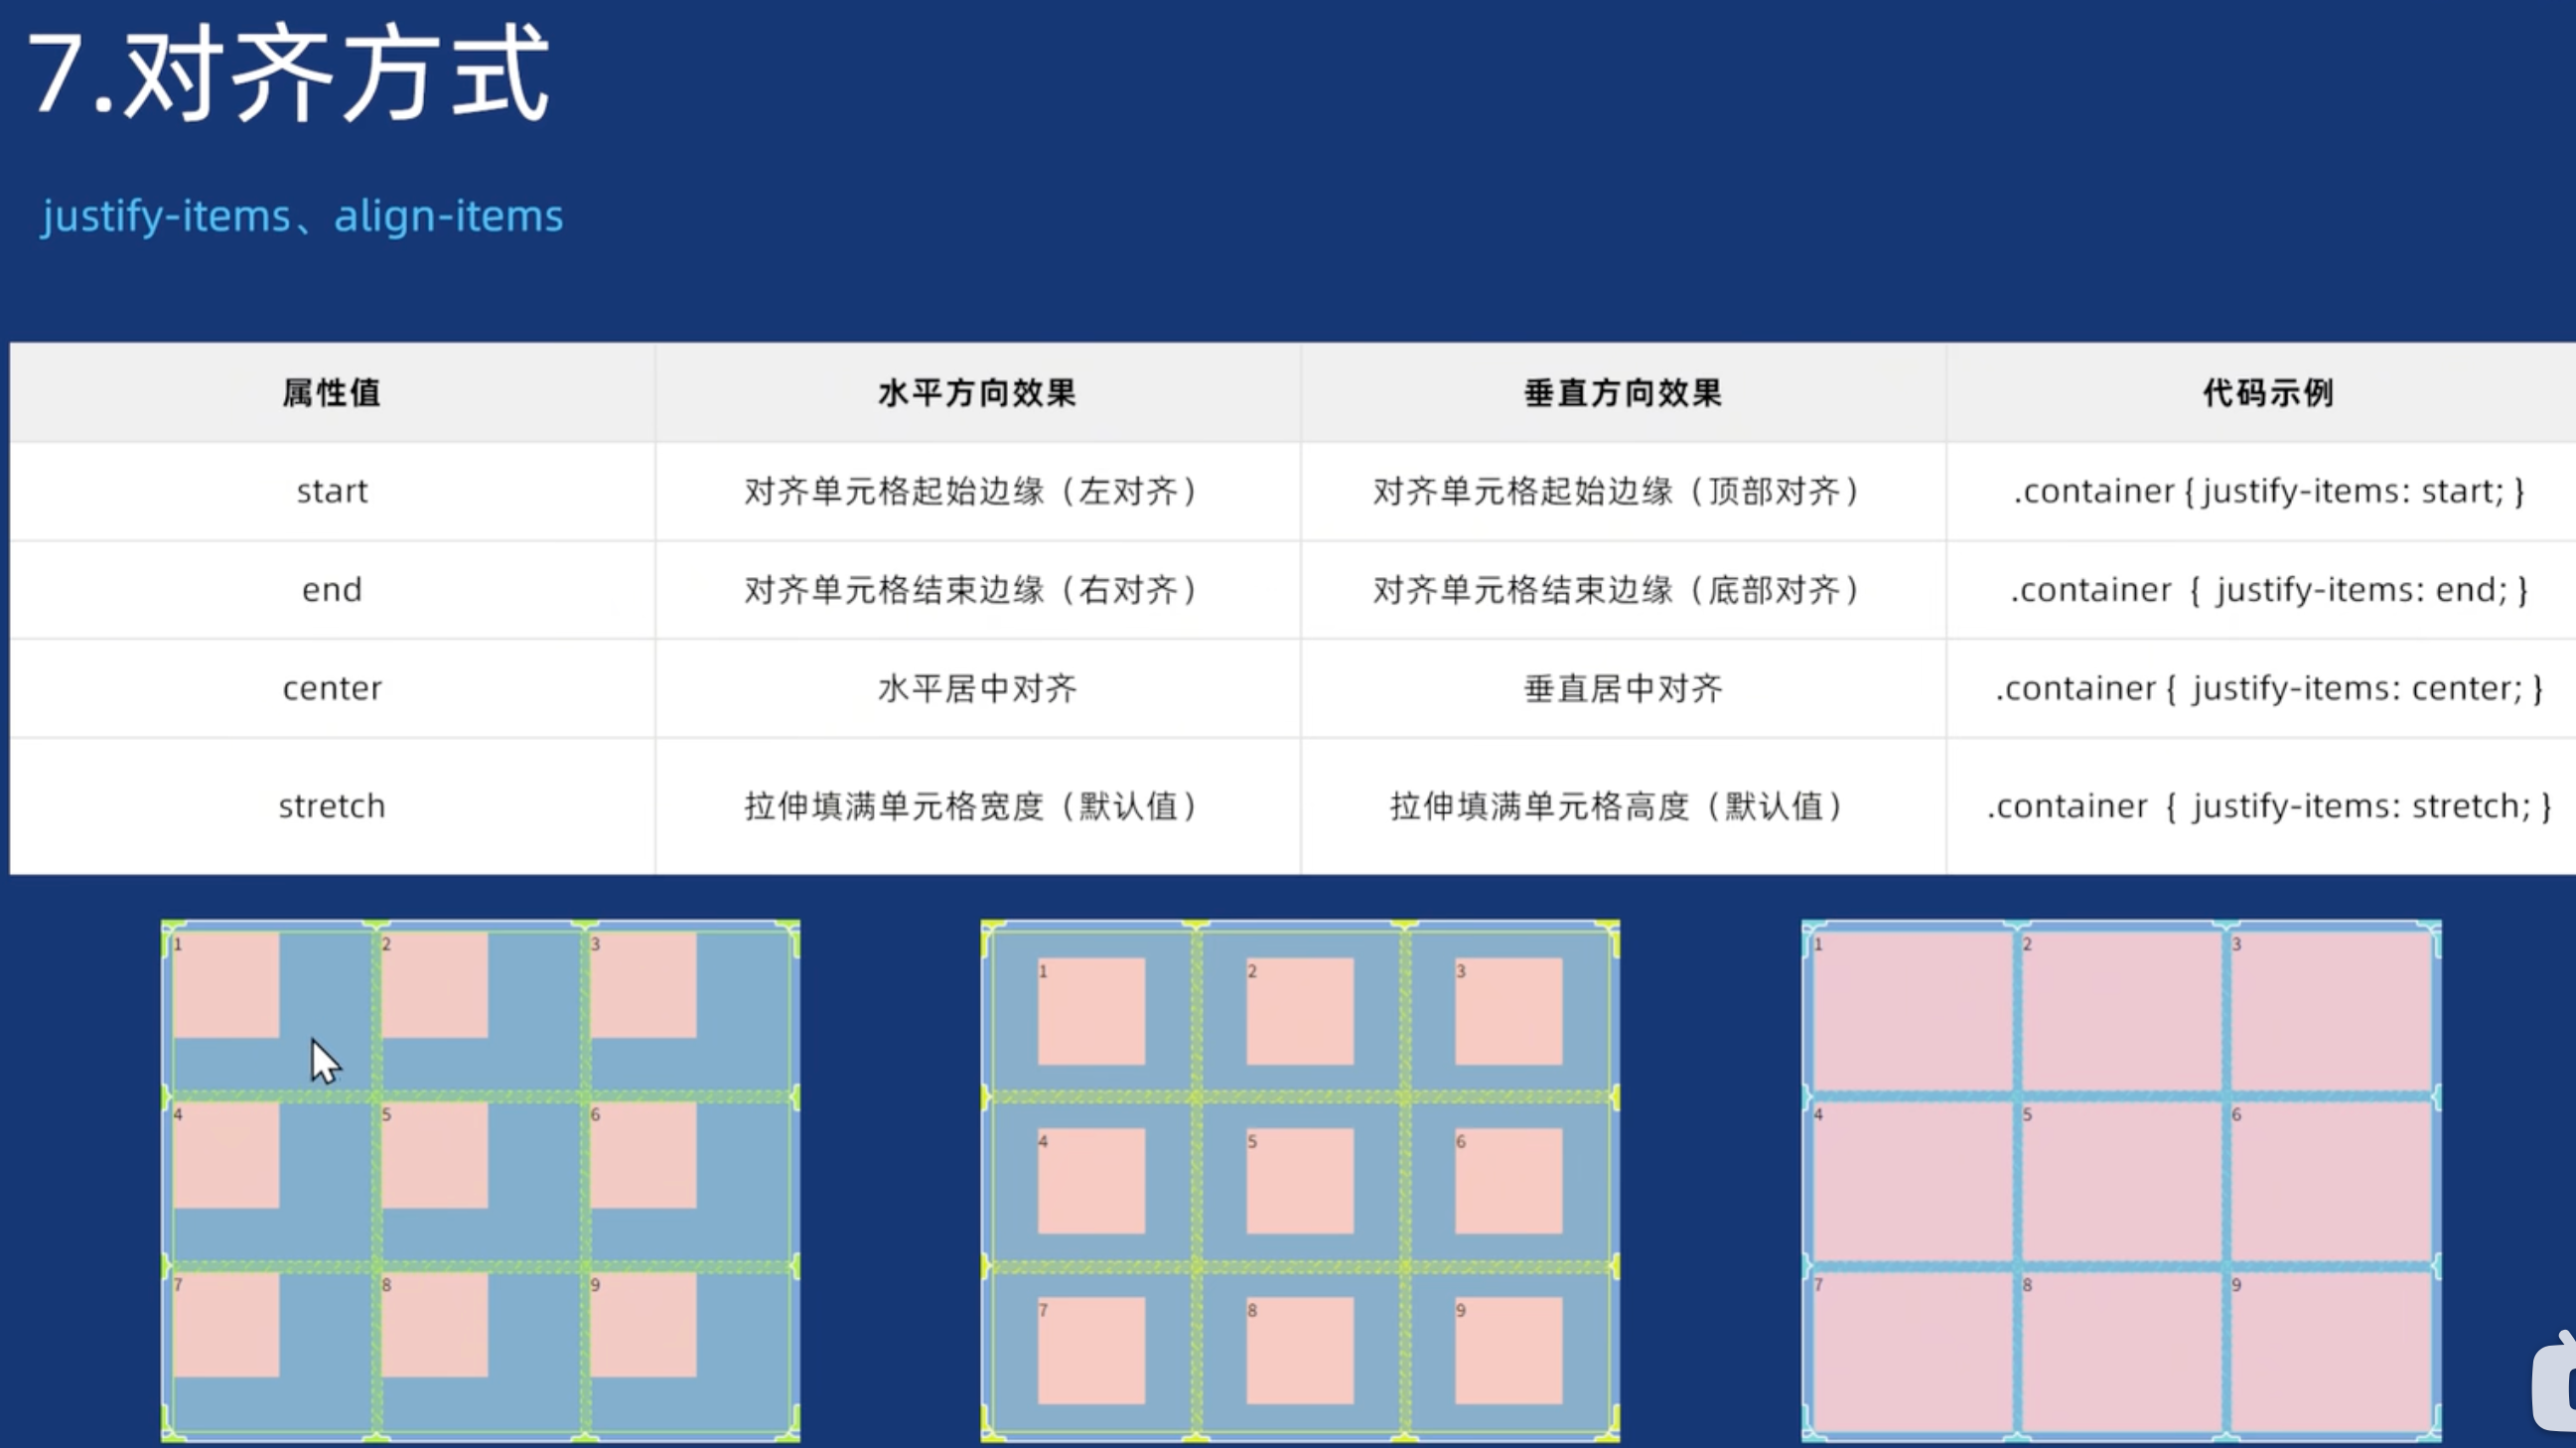 7.对齐方式
justify-items、align-items
属性值 水平方向效果 垂直方向效果 代码示例
start 对齐单元格起始边缘（左对齐） 对齐单元格起始边缘（顶部对齐） .container { justify-items: start; }
end 对齐单元格结束边缘（右对齐） 对齐单元格结束边缘（底部对齐） .container { justify-items: end; }
center 水平居中对齐 垂直居中对齐 .container { justify-items: center; }
stretch 拉伸填满单元格宽度（默认值） 拉伸填满单元格高度（默认值） .container { justify-items: stretch; }
1 2 3
4 5 6
7 8 9
1 2 3
4 5 6
7 8 9
1 2 3
4 5 6
7 8 9